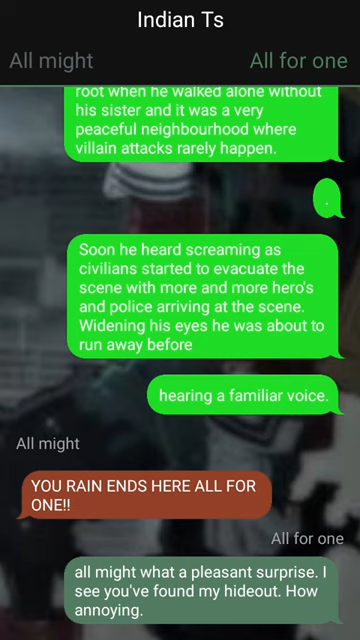 Indian Ts
All might
All for one
root when he walked alone without
his sister and it was a very
peaceful neighbourhood where
villain attacks rarely happen.
.
Soon he heard screaming as
civilians started to evacuate the
scene with more and more hero's
and police arriving at the scene.
Widening his eyes he was about to
run away before
hearing a familiar voice.
All might
YOU RAIN ENDS HERE ALL FOR
ONE!!
All for one
all might what a pleasant surprise. I
see you've found my hideout. How
annoying.